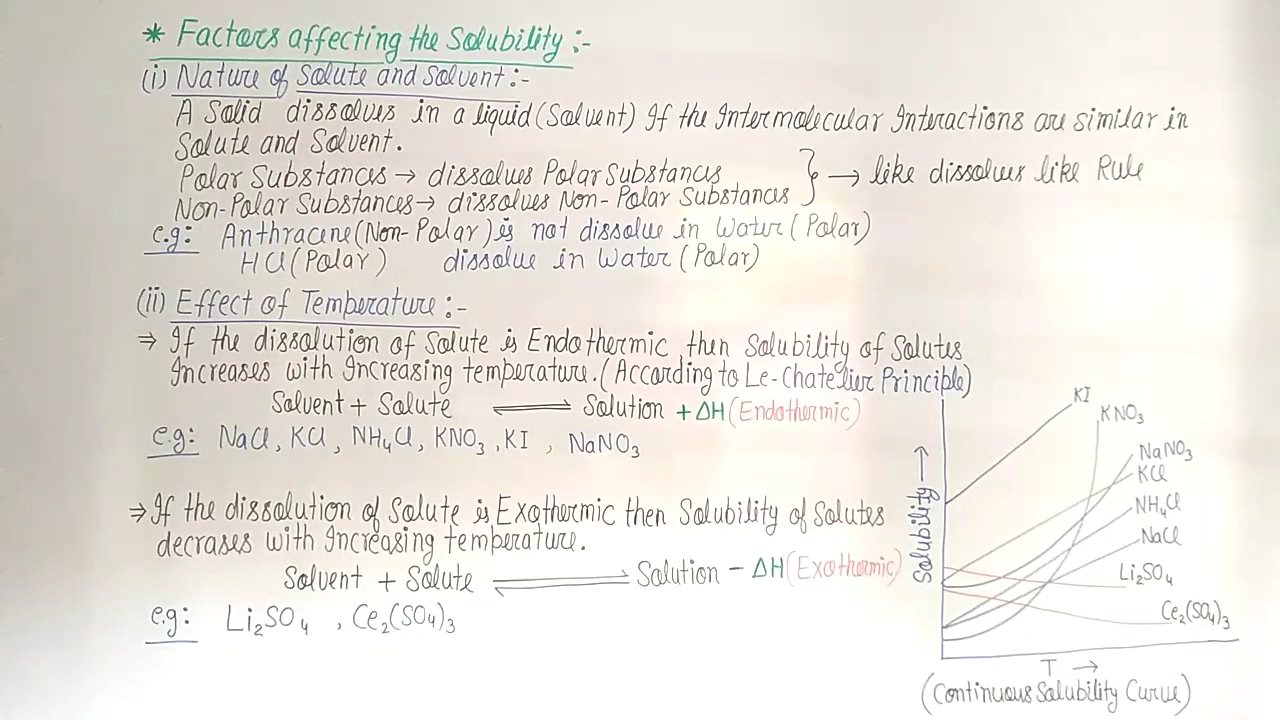 * Factors affecting the Solubility :-
(i) Nature of Solute and Solvent :-
A Solid dissolves in a liquid (Solvent) If the Intermolecular Interactions are similar in
Solute and Solvent.
Polar Substances → dissolves Polar Substances
Non-Polar Substances → dissolves Non-Polar Substances
} → like dissolves like Rule
e.g: Anthracene (Non-Polar) is not dissolve in Water (Polar)
HCl (Polar) dissolve in Water (Polar)
(ii) Effect of Temperature :-
⇒ If the dissolution of Solute is Endothermic then Solubility of Solutes
Increases with Increasing temperature. (According to Le-Chatelier Principle)
Solvent + Solute ⇌ Solution + ΔH (Endothermic)
e.g: NaCl, KCl, NH₄Cl, KNO₃, KI, NaNO₃
⇒ If the dissolution of Solute is Exothermic then Solubility of Solutes
decrases with Increasing temperature.
Solvent + Solute ⇌ Solution - ΔH (Exothermic)
e.g: Li₂SO₄, Ce₂(SO₄)₃
KI
KNO₃
NaNO₃
KCl
NH₄Cl
NaCl
Li₂SO₄
Ce₂(SO₄)₃
Solubility →
T →
(Continuous Solubility Curve)